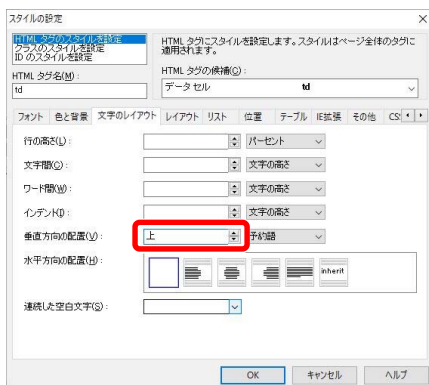 スタイルの設定
HTML タグのスタイルを設定
クラスのスタイルを設定
ID のスタイルを設定
HTML タグにスタイルを設定します。スタイルはページ全体のタグに
適用されます。
HTML タグ名(M) :
td
HTML タグの候補(C) :
データ セル td
フォント 色と背景 文字のレイアウト レイアウト リスト 位置 テーブル IE拡張 その他 CS
行の高さ(L) : パーセント
文字間(C) : 文字の高さ
ワード間(W) : 文字の高さ
インデント(I) : 文字の高さ
垂直方向の配置(V) : 上 予約語
水平方向の配置(H) : inherit
連続した空白文字(S) :
OK キャンセル ヘルプ